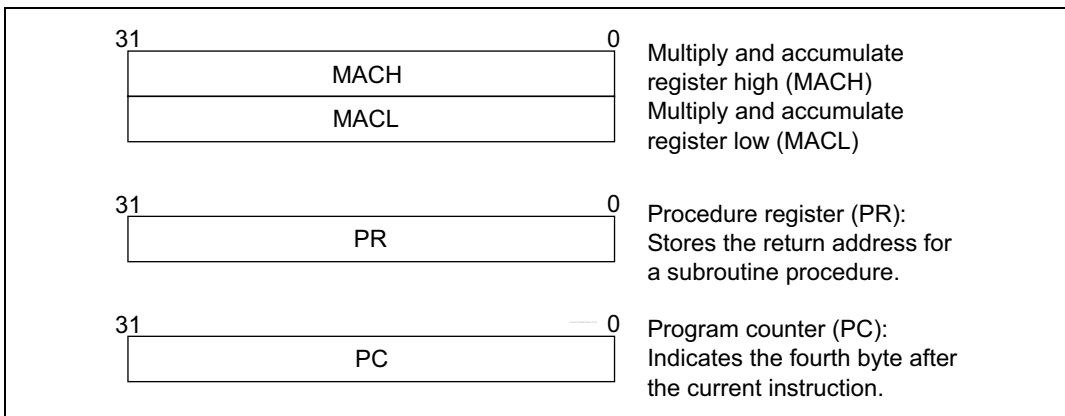 31 0
MACH
MACL
Multiply and accumulate
register high (MACH)
Multiply and accumulate
register low (MACL)
31 0
PR
Procedure register (PR):
Stores the return address for
a subroutine procedure.
31 0
PC
Program counter (PC):
Indicates the fourth byte after
the current instruction.